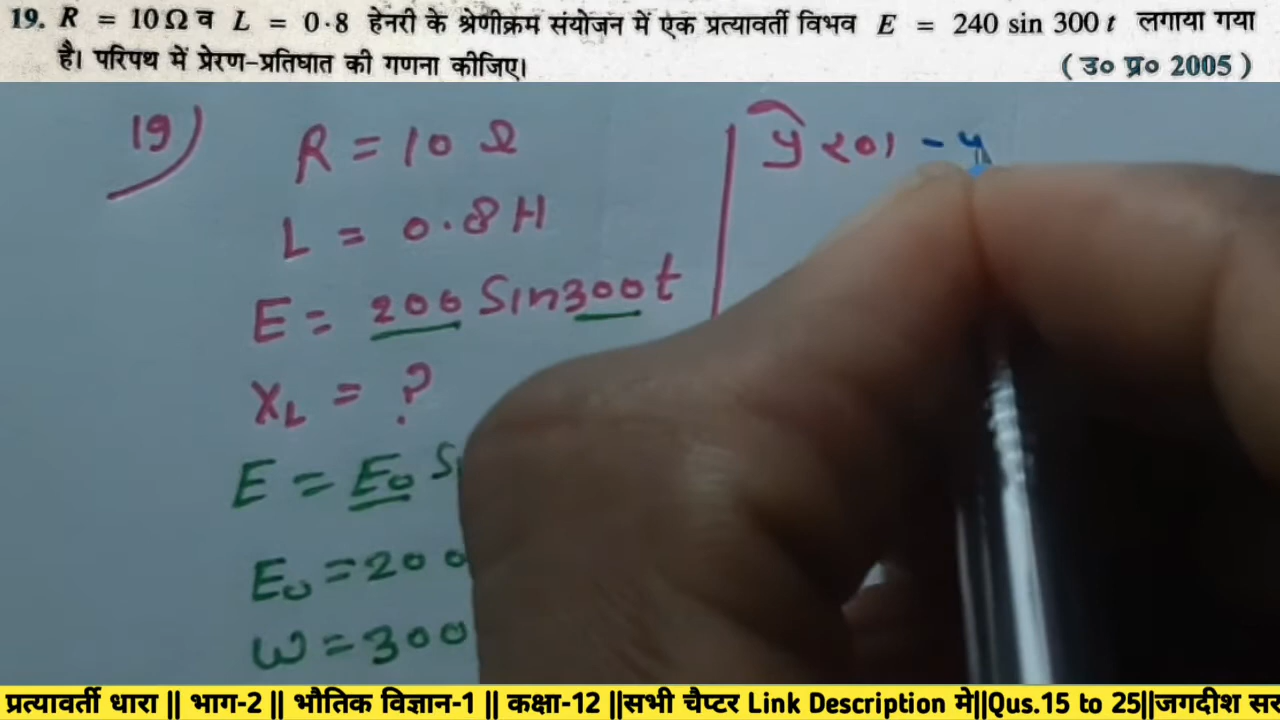 19. R = 10 Ω व L = 0·8 हेनरी के श्रेणीक्रम संयोजन में एक प्रत्यावर्ती विभव E = 240 sin 300 t लगाया गया
है। परिपथ में प्रेरण-प्रतिघात की गणना कीजिए।
( उ० प्र० 2005 )
19)
R = 10 Ω
L = 0.8H
E = 200 Sin300t
XL = ?
E = E0 S
E0 = 200
ω = 300
प्रेरण -
प्रत्यावर्ती धारा || भाग-2 || भौतिक विज्ञान-1 || कक्षा-12 ||सभी चैप्टर Link Description मे||Qus.15 to 25||जगदीश